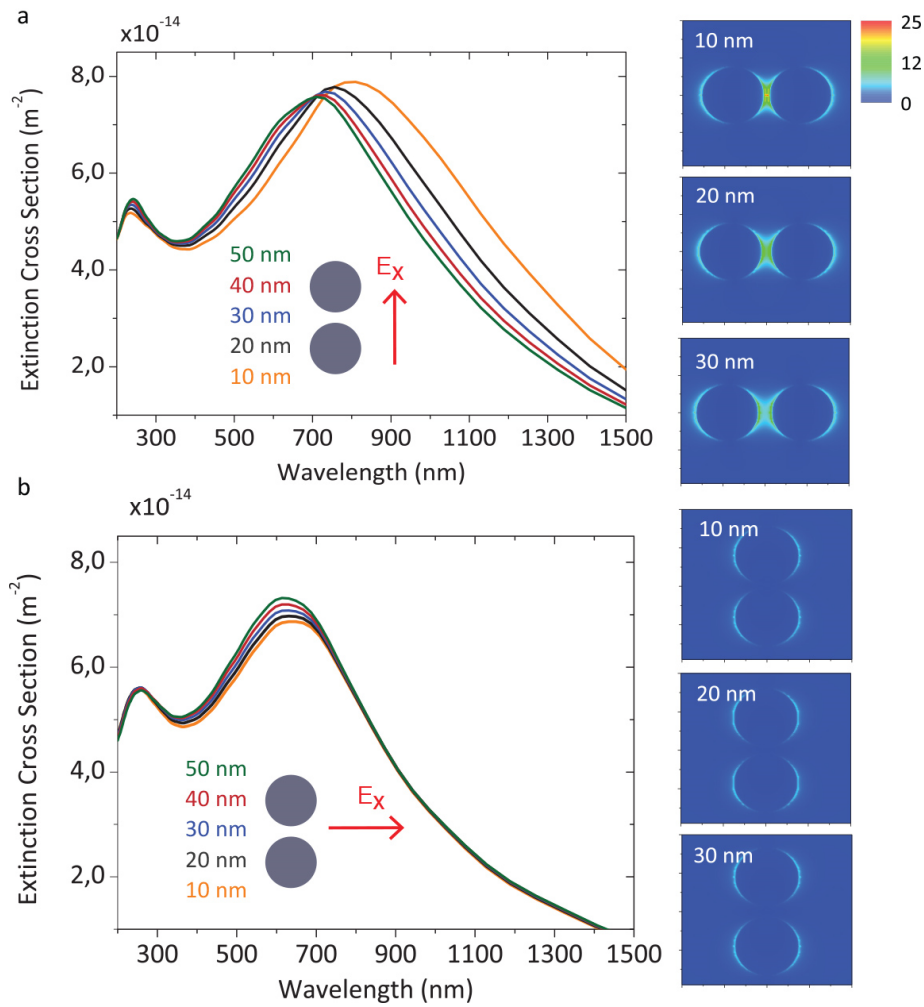 a
x10⁻¹⁴
Extinction Cross Section (m⁻²)
8,0
6,0
4,0
2,0
50 nm
40 nm
30 nm
20 nm
10 nm
Eₓ
300 500 700 900 1100 1300 1500
Wavelength (nm)
10 nm
25
12
0
20 nm
30 nm
b
x10⁻¹⁴
Extinction Cross Section (m⁻²)
8,0
6,0
4,0
2,0
50 nm
40 nm
30 nm
20 nm
10 nm
Eₓ
300 500 700 900 1100 1300 1500
Wavelength (nm)
10 nm
20 nm
30 nm